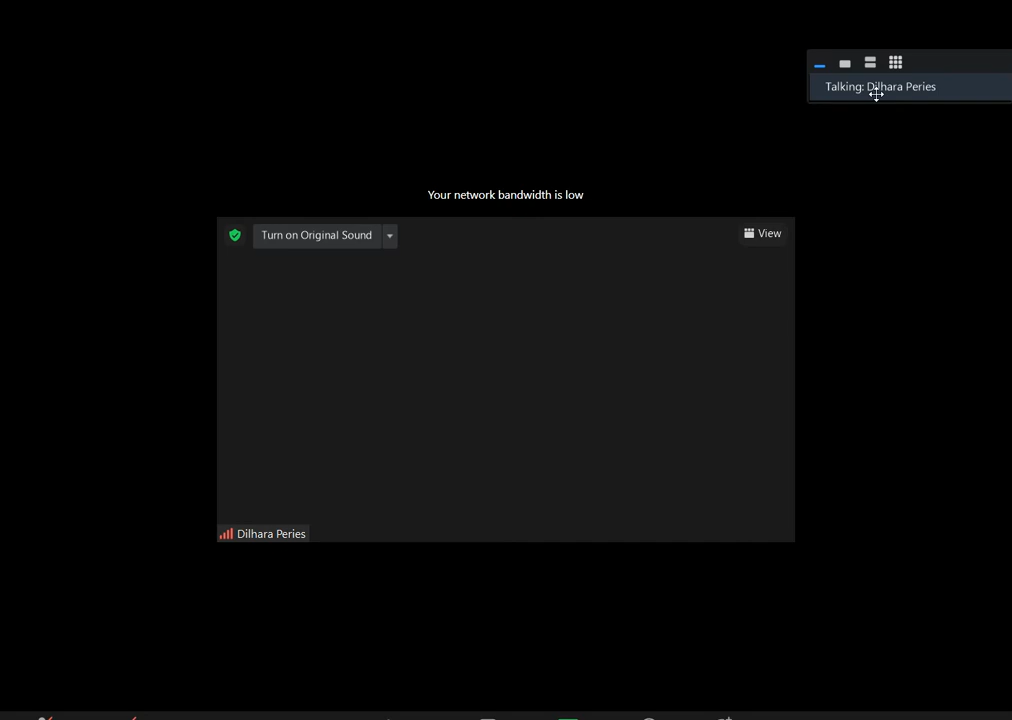 Talking: Dilhara Peries
Your network bandwidth is low
Turn on Original Sound
View
Dilhara Peries